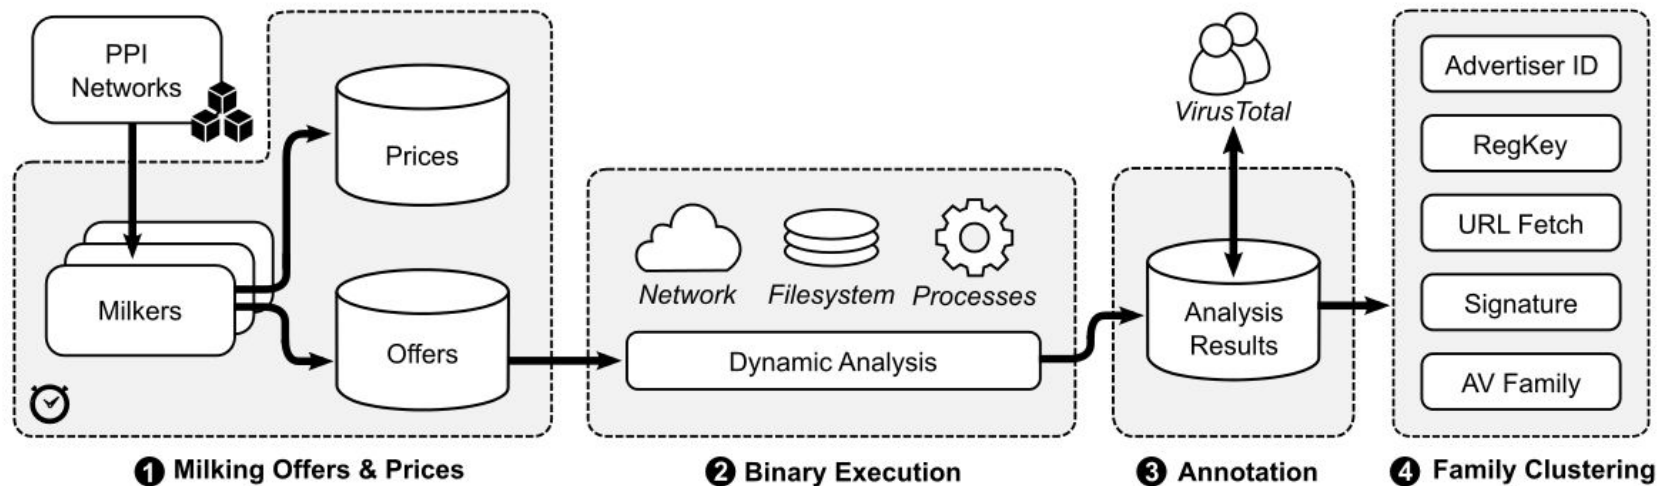 PPI
Networks
Prices
Milkers
Offers
1 Milking Offers & Prices
Network
Filesystem
Processes
Dynamic Analysis
2 Binary Execution
VirusTotal
Analysis
Results
3 Annotation
Advertiser ID
RegKey
URL Fetch
Signature
AV Family
4 Family Clustering